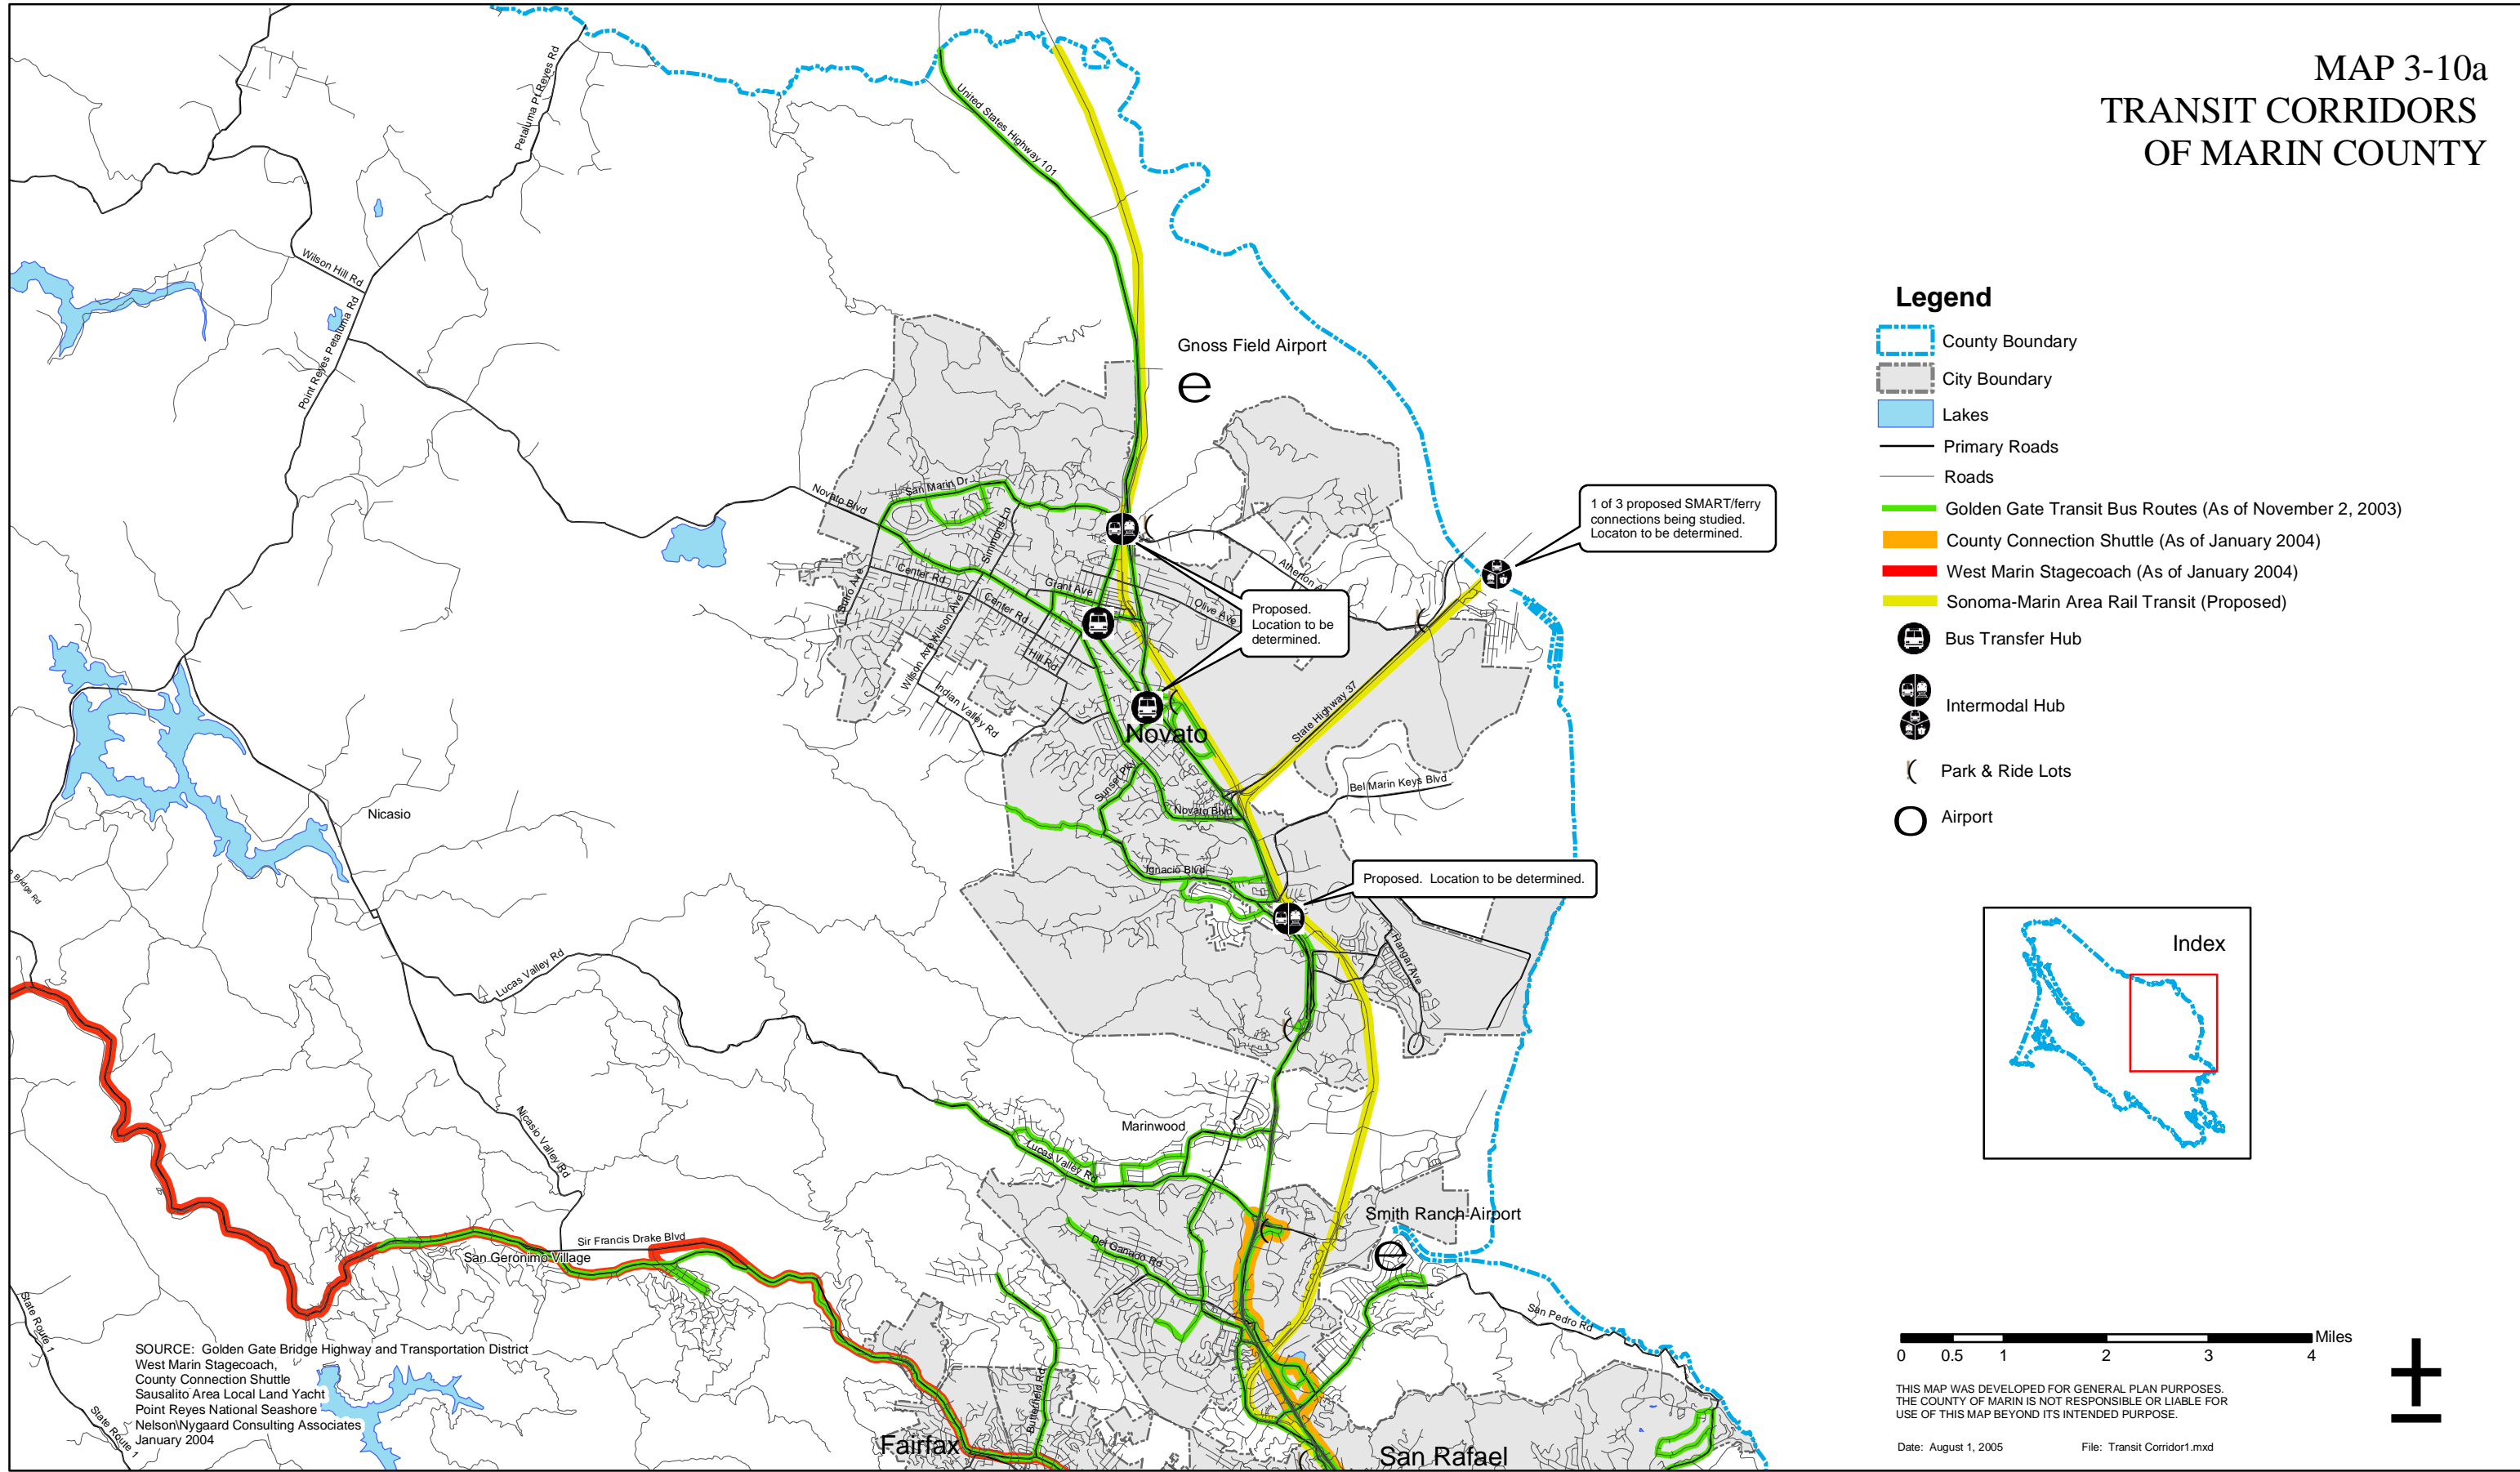 MAP 3-10a
TRANSIT CORRIDORS
OF MARIN COUNTY
Petaluma Pt Reyes Rd
United States Highway 101
Wilson Hill Rd
Point Reyes Petaluma Rd
Gnoss Field Airport
e
Novato Blvd
San Marin Dr
Simmons Ln
Sutro Ave
Center Rd
Center Rd
Grant Ave
Olive Ave
Atherton
Wilson Ave
Wilson Ave
Hill Rd
Indian Valley Rd
1 of 3 proposed SMART/ferry
connections being studied.
Locaton to be determined.
Proposed.
Location to be
determined.
Novato
State Highway 37
Bel Marin Keys Blvd
Sunset Pky
Novato Blvd
Ignacio Blvd
Proposed. Location to be determined.
Hangar Ave
Nicasio
Bridge Rd
Lucas Valley Rd
Nicasio Valley Rd
Marinwood
Lucas Valley Rd
Smith Ranch Airport
e
Del Ganado Rd
San Pedro Rd
Sir Francis Drake Blvd
San Geronimo Village
State Route 1
State Route 1
Butterfield Rd
Fairfax
San Rafael
SOURCE: Golden Gate Bridge Highway and Transportation District
West Marin Stagecoach,
County Connection Shuttle
Sausalito Area Local Land Yacht
Point Reyes National Seashore
Nelson\Nygaard Consulting Associates
January 2004
Legend
County Boundary
City Boundary
Lakes
Primary Roads
Roads
Golden Gate Transit Bus Routes (As of November 2, 2003)
County Connection Shuttle (As of January 2004)
West Marin Stagecoach (As of January 2004)
Sonoma-Marin Area Rail Transit (Proposed)
Bus Transfer Hub
Intermodal Hub
Park & Ride Lots
Airport
Index
Miles
0 0.5 1 2 3 4
THIS MAP WAS DEVELOPED FOR GENERAL PLAN PURPOSES.
THE COUNTY OF MARIN IS NOT RESPONSIBLE OR LIABLE FOR
USE OF THIS MAP BEYOND ITS INTENDED PURPOSE.
Date: August 1, 2005 File: Transit Corridor1.mxd